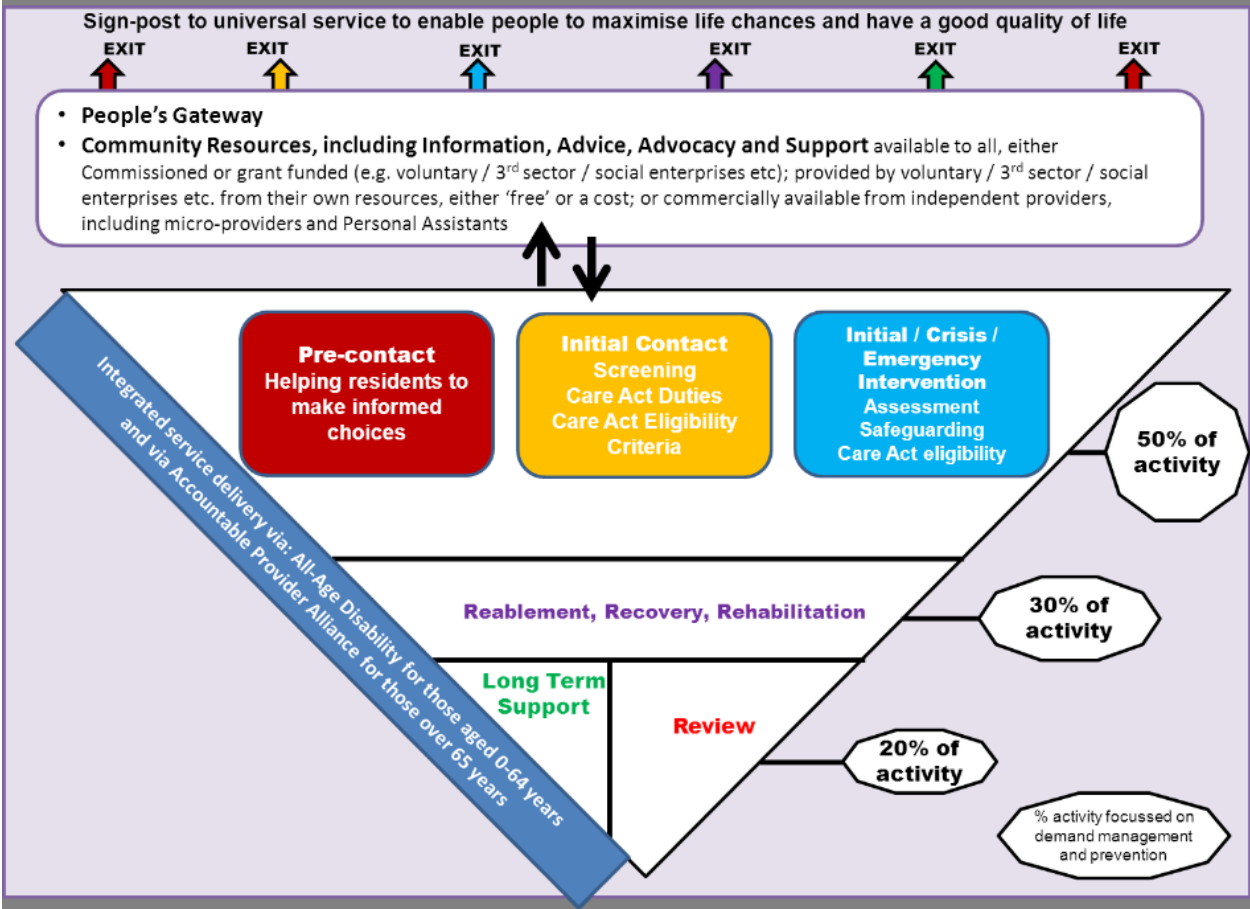 Sign-post to universal service to enable people to maximise life chances and have a good quality of life
EXIT
EXIT
EXIT
EXIT
EXIT
EXIT
• People's Gateway
• Community Resources, including Information, Advice, Advocacy and Support available to all, either
Commissioned or grant funded (e.g. voluntary / 3rd sector / social enterprises etc); provided by voluntary / 3rd sector / social
enterprises etc. from their own resources, either 'free' or a cost; or commercially available from independent providers,
including micro-providers and Personal Assistants
Pre-contact
Helping residents to
make informed
choices
Initial Contact
Screening
Care Act Duties
Care Act Eligibility
Criteria
Initial / Crisis /
Emergency
Intervention
Assessment
Safeguarding
Care Act eligibility
50% of
activity
Integrated service delivery via: All-Age Disability for those aged 0-64 years
and via Accountable Provider Alliance for those over 65 years
Reablement, Recovery, Rehabilitation
30% of
activity
Long Term
Support
Review
20% of
activity
% activity focussed on
demand management
and prevention